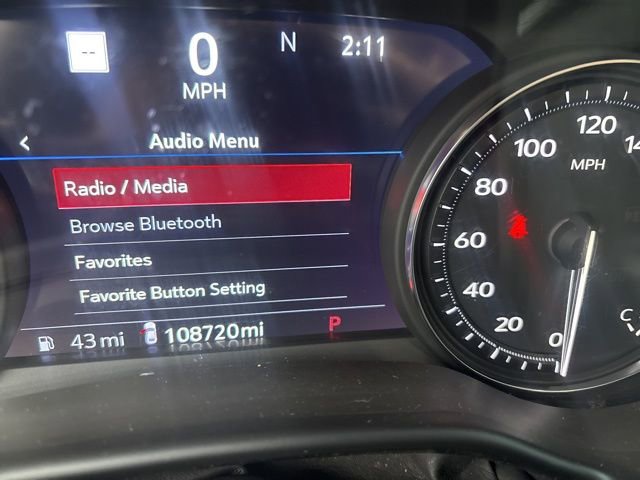 --
0
MPH
N
2:11
<
Audio Menu
Radio / Media
Browse Bluetooth
Favorites
Favorite Button Setting
43 mi
108720mi
P
0
20
40
60
80
100
120
MPH
C